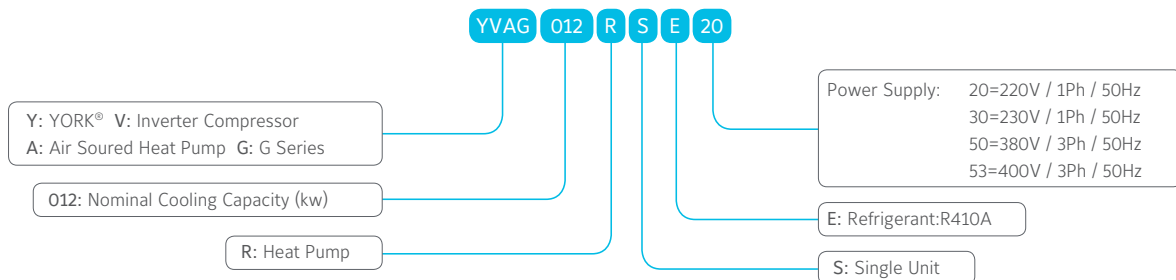 YVAG 012 R S E 20
Y: YORK® V: Inverter Compressor
A: Air Soured Heat Pump G: G Series
012: Nominal Cooling Capacity (kw)
R: Heat Pump
Power Supply: 20=220V / 1Ph / 50Hz
30=230V / 1Ph / 50Hz
50=380V / 3Ph / 50Hz
53=400V / 3Ph / 50Hz
E: Refrigerant:R410A
S: Single Unit